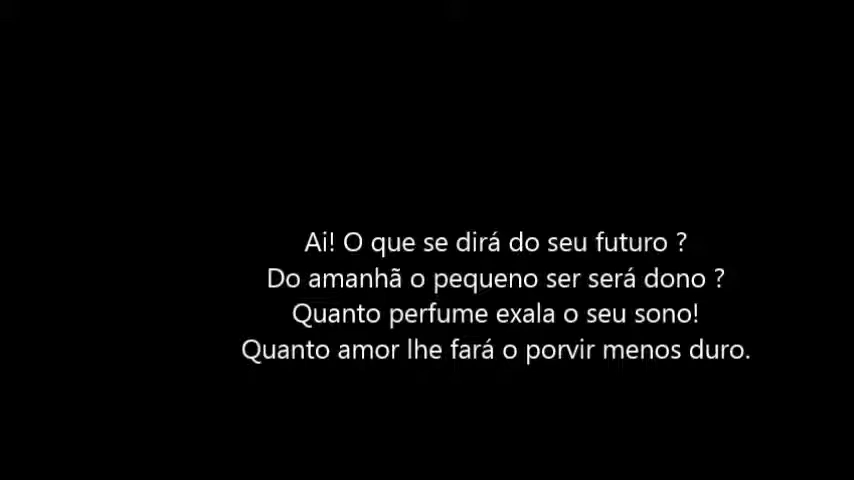 Ai! O que se dirá do seu futuro ?
Do amanhã o pequeno ser será dono ?
Quanto perfume exala o seu sono!
Quanto amor lhe fará o porvir menos duro.